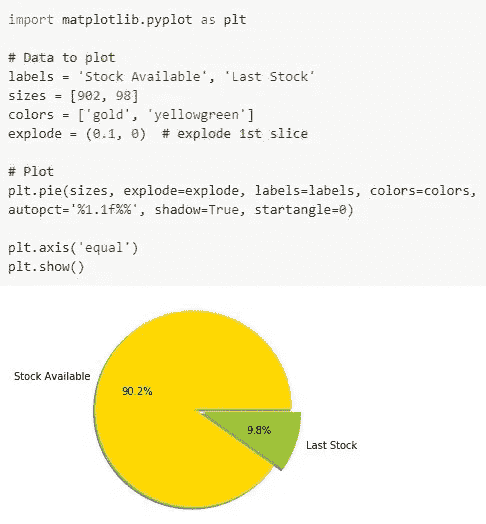 import matplotlib.pyplot as plt
# Data to plot
labels = 'Stock Available', 'Last Stock'
sizes = [902, 98]
colors = ['gold', 'yellowgreen']
explode = (0.1, 0)  # explode 1st slice
# Plot
plt.pie(sizes, explode=explode, labels=labels, colors=colors,
autopct='%1.1f%%', shadow=True, startangle=0)
plt.axis('equal')
plt.show()
Stock Available
90.2%
9.8%
Last Stock